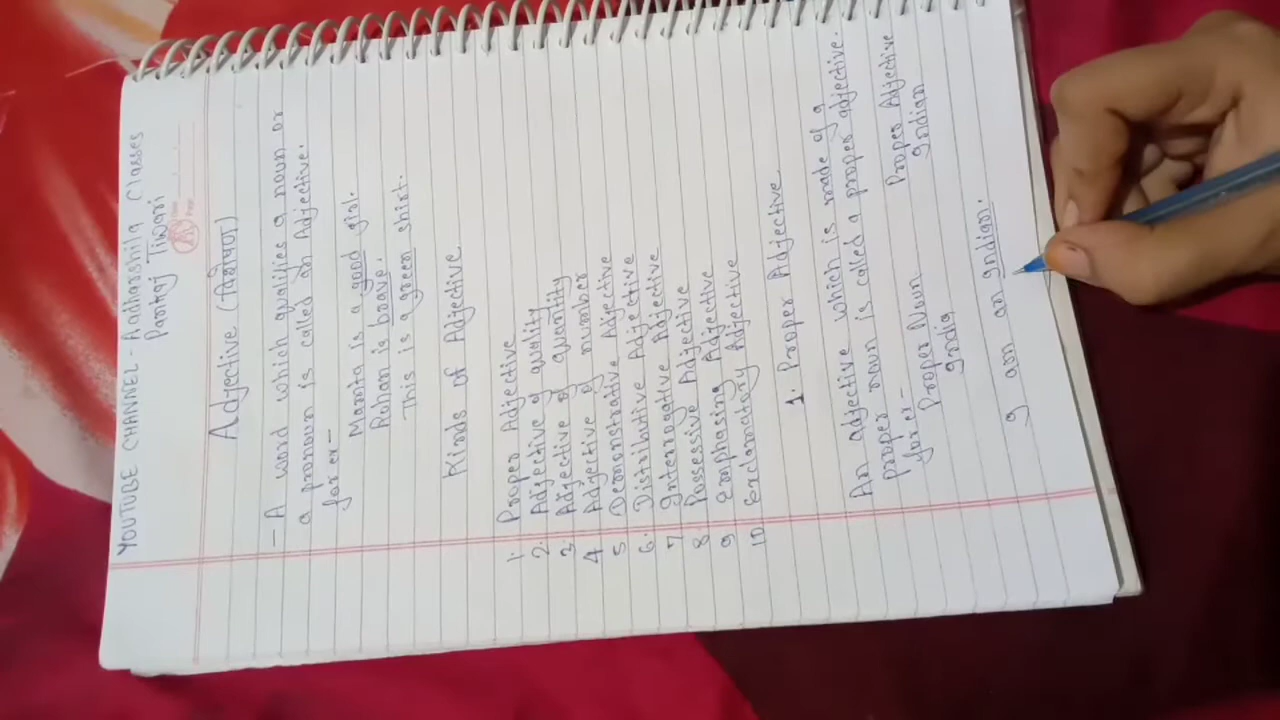 YOUTUBE CHANNEL - Aadharshila Classes
Pankaj Tiwari
Date
Page
Adjective (विशेषण)
- A word which qualifies a noun or
a pronoun is called an Adjective.
for ex-
Mamta is a good girl.
Rohan is brave.
This is a green shirt.
Kinds of Adjective
1. Proper Adjective
2. Adjective of quality
3. Adjective of quantity
4 Adjective of number
5 Demonstrative Adjective
6. Distributive Adjective
7 Interrogative Adjective
8 Possessive Adjective
9 Emphasing Adjective
10. Exclamatory Adjective
1. Proper Adjective
An adjective which is made of a
proper noun is called a proper adjective.
for ex-
Proper Noun Proper Adjective
India Indian
I am an Indian.